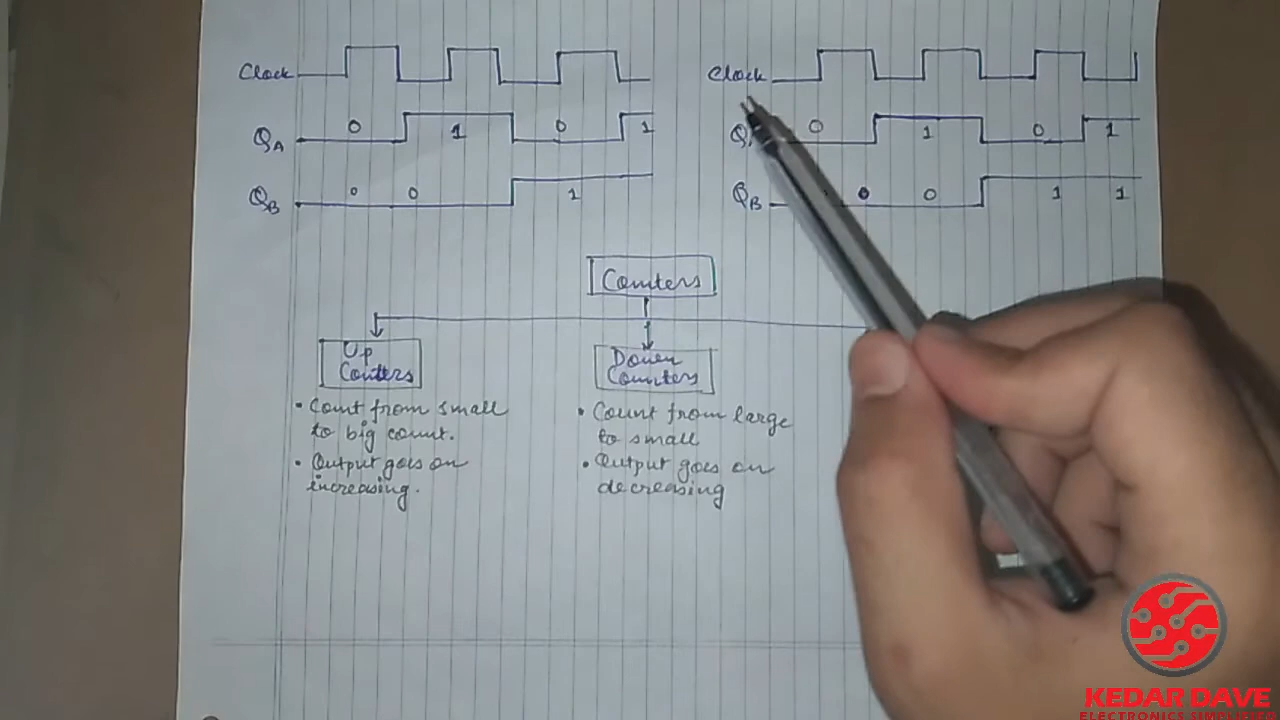 Clock
QA
0 1 0 1
QB
0 0 1
Clock
0 1 0 1
QB
0 0 1 1
Counters
Up
Conters
• Count from small
to big count.
• Output goes on
increasing.
Down
Counters
• Count from large
to small
• Output goes on
decreasing
KEDAR DAVE
ELECTRONICS SIMPLIFIED